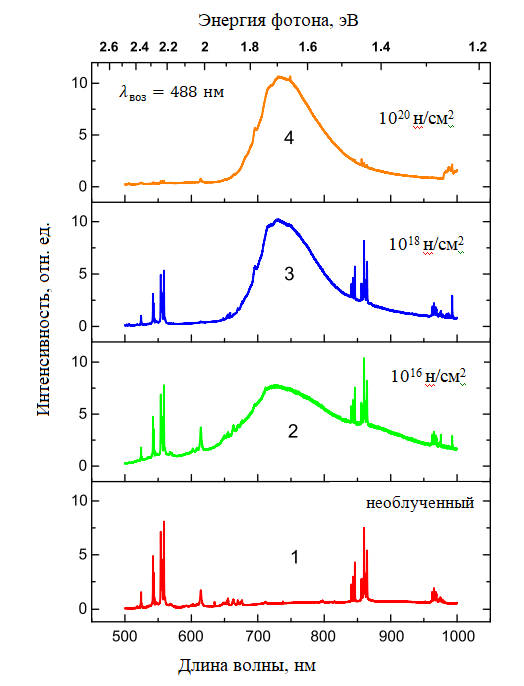 Энергия фотона, эВ
2.6 2.4 2.2 2 1.8 1.6 1.4 1.2
λвоз = 488 нм
10
5
0
4
10²⁰ н/см²
10
5
0
3
10¹⁸ н/см²
10
5
0
2
10¹⁶ н/см²
10
5
0
1
необлученный
500 600 700 800 900 1000
Длина волны, нм
Интенсивность, отн. ед.